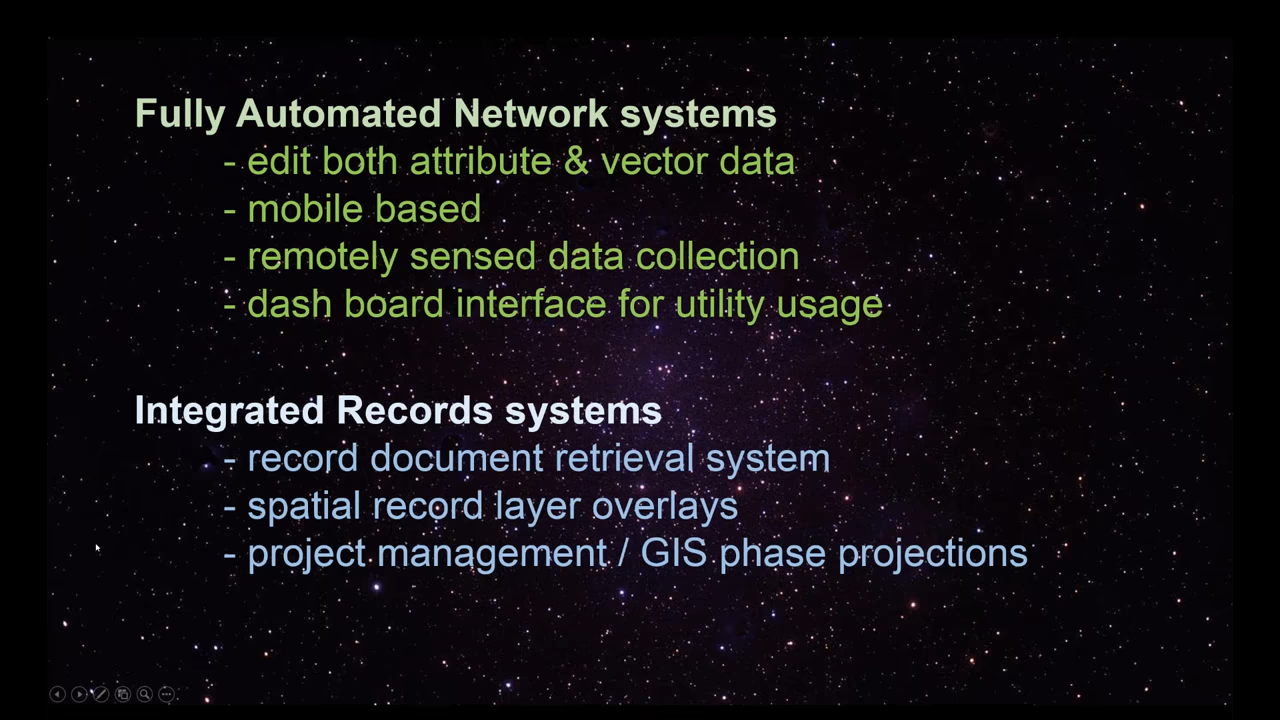 Fully Automated Network systems
- edit both attribute & vector data
- mobile based
- remotely sensed data collection
- dash board interface for utility usage
Integrated Records systems
- record document retrieval system
- spatial record layer overlays
- project management / GIS phase projections